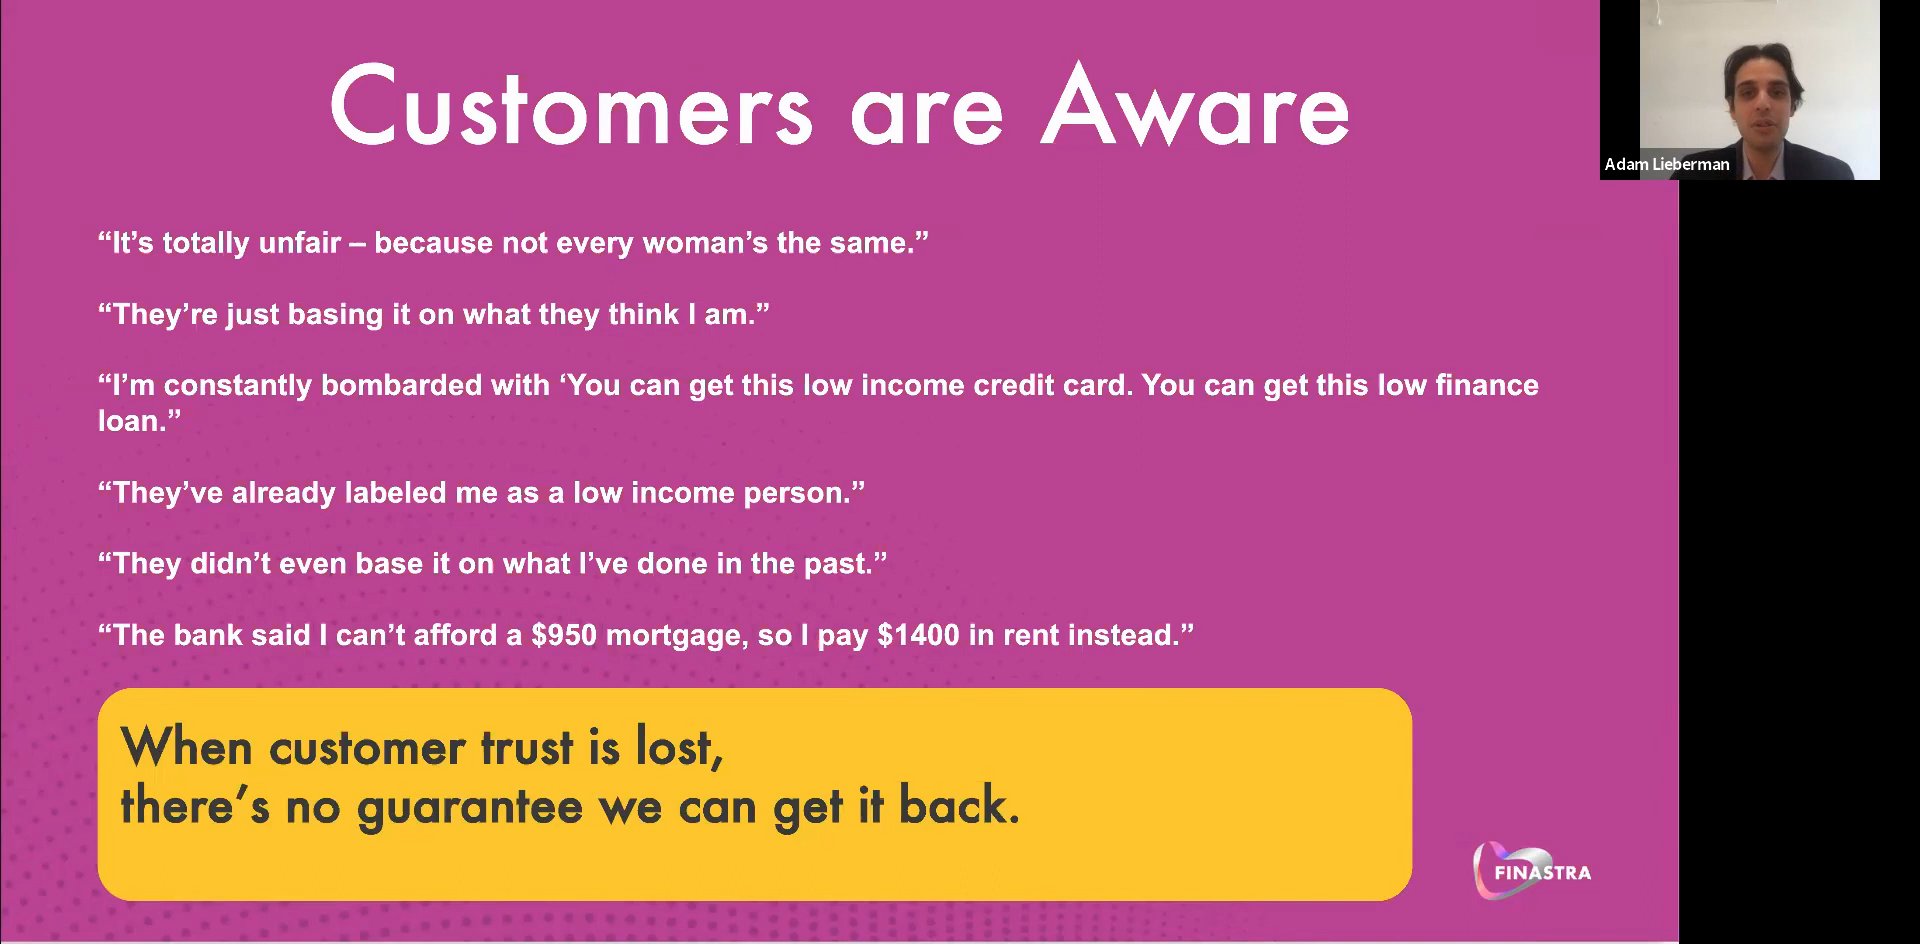 Customers are Aware
Adam Lieberman
“It’s totally unfair – because not every woman’s the same.”
“They’re just basing it on what they think I am.”
“I’m constantly bombarded with ‘You can get this low income credit card. You can get this low finance
loan.”
“They’ve already labeled me as a low income person.”
“They didn’t even base it on what I’ve done in the past.”
“The bank said I can’t afford a $950 mortgage, so I pay $1400 in rent instead.”
When customer trust is lost,
there’s no guarantee we can get it back.
FINASTRA